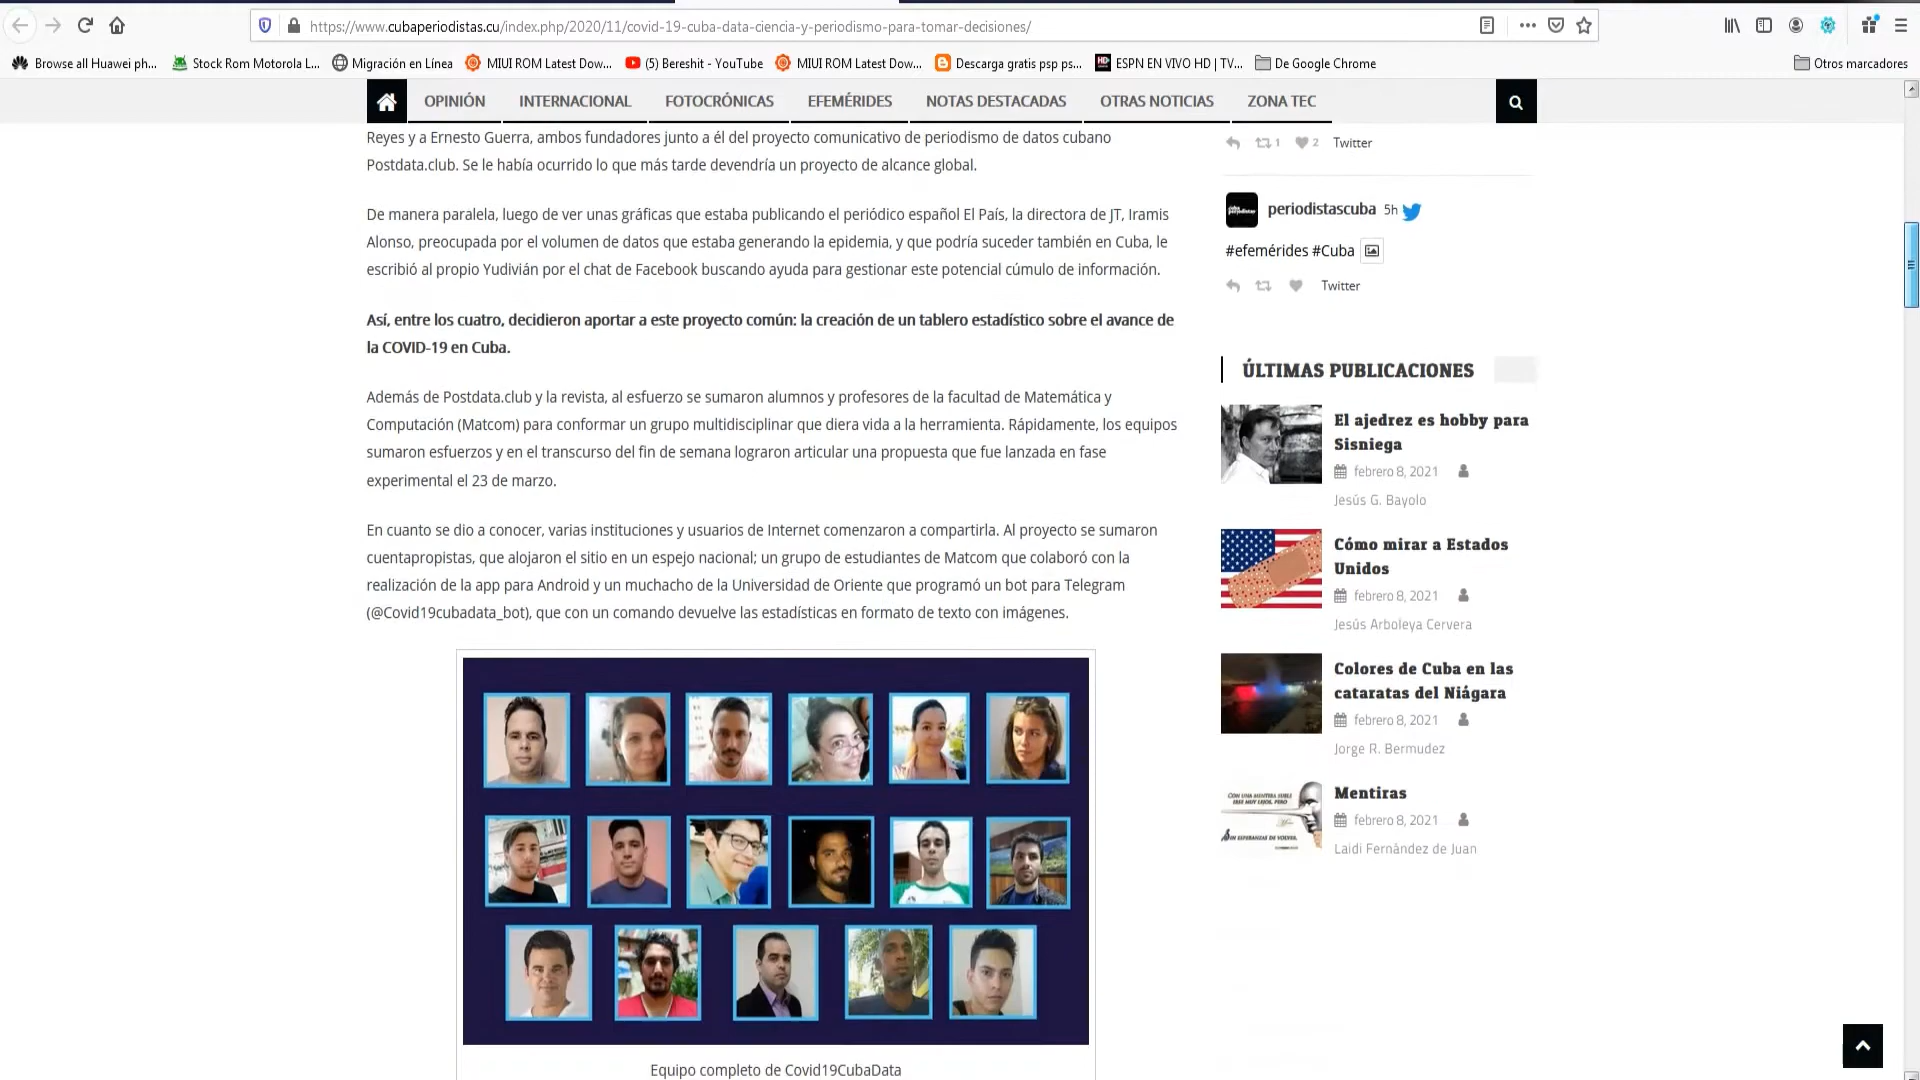 https://www.cubaperiodistas.cu/index.php/2020/11/covid-19-cuba-data-ciencia-y-periodismo-para-tomar-decisiones/
Browse all Huawei ph... Stock Rom Motorola L... Migración en Línea MIUI ROM Latest Dow... (5) Bereshit - YouTube MIUI ROM Latest Dow... Descarga gratis psp ps... ESPN EN VIVO HD | TV... De Google Chrome Otros marcadores
OPINIÓN INTERNACIONAL FOTOCRÓNICAS EFEMÉRIDES NOTAS DESTACADAS OTRAS NOTICIAS ZONA TEC
Reyes y a Ernesto Guerra, ambos fundadores junto a él del proyecto comunicativo de periodismo de datos cubano
Postdata.club. Se le había ocurrido lo que más tarde devendría un proyecto de alcance global.
De manera paralela, luego de ver unas gráficas que estaba publicando el periódico español El País, la directora de JT, Iramis
Alonso, preocupada por el volumen de datos que estaba generando la epidemia, y que podría suceder también en Cuba, le
escribió al propio Yudivián por el chat de Facebook buscando ayuda para gestionar este potencial cúmulo de información.
Así, entre los cuatro, decidieron aportar a este proyecto común: la creación de un tablero estadístico sobre el avance de
la COVID-19 en Cuba.
Además de Postdata.club y la revista, al esfuerzo se sumaron alumnos y profesores de la facultad de Matemática y
Computación (Matcom) para conformar un grupo multidisciplinar que diera vida a la herramienta. Rápidamente, los equipos
sumaron esfuerzos y en el transcurso del fin de semana lograron articular una propuesta que fue lanzada en fase
experimental el 23 de marzo.
En cuanto se dio a conocer, varias instituciones y usuarios de Internet comenzaron a compartirla. Al proyecto se sumaron
cuentapropistas, que alojaron el sitio en un espejo nacional; un grupo de estudiantes de Matcom que colaboró con la
realización de la app para Android y un muchacho de la Universidad de Oriente que programó un bot para Telegram
(@Covid19cubadata_bot), que con un comando devuelve las estadísticas en formato de texto con imágenes.
Equipo completo de Covid19CubaData
1 2 Twitter
periodistascuba 5h
#efemérides #Cuba
Twitter
ÚLTIMAS PUBLICACIONES
El ajedrez es hobby para
Sisniega
febrero 8, 2021
Jesús G. Bayolo
Cómo mirar a Estados
Unidos
febrero 8, 2021
Jesús Arboleya Cervera
Colores de Cuba en las
cataratas del Niágara
febrero 8, 2021
Jorge R. Bermudez
Mentiras
febrero 8, 2021
Laidi Fernández de Juan
CON UNA MENTIRA SUELE
IRSE MUY LEJOS, PERO
SIN ESPERANZAS DE VOLVER.